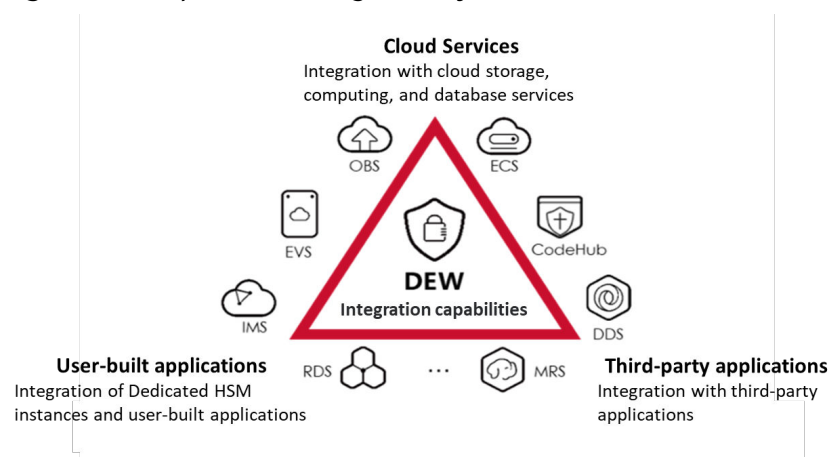 Cloud Services
Integration with cloud storage,
computing, and database services
OBS
ECS
EVS
CodeHub
DEW
Integration capabilities
IMS
DDS
User-built applications
Integration of Dedicated HSM
instances and user-built applications
RDS
...
MRS
Third-party applications
Integration with third-party
applications